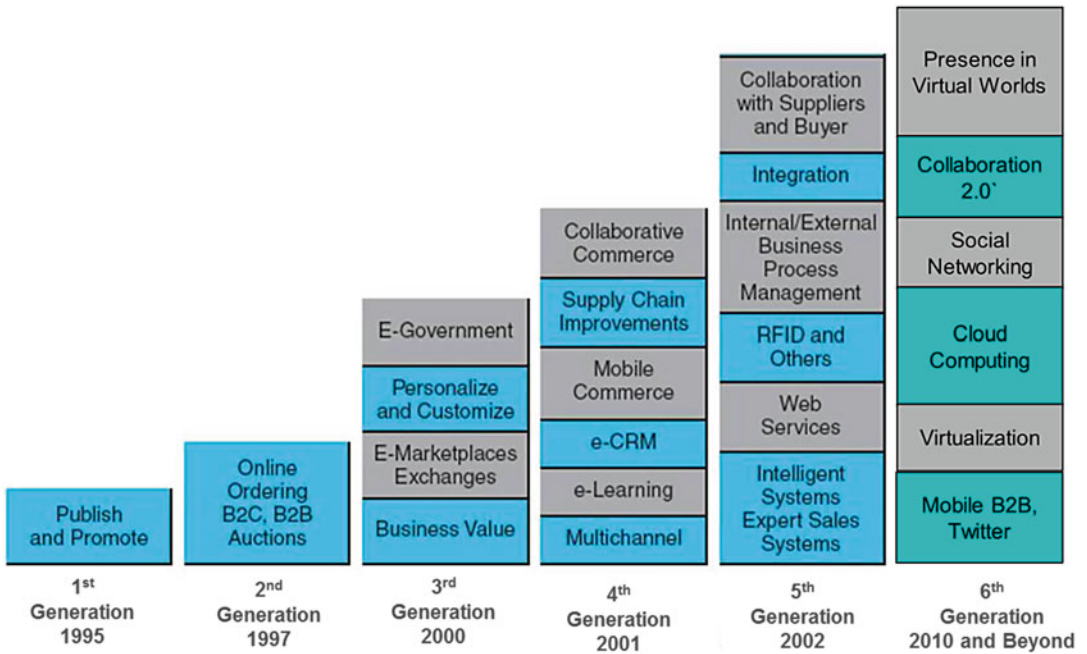 Publish
and Promote
1st
Generation
1995
Online
Ordering
B2C, B2B
Auctions
2nd
Generation
1997
E-Government
Personalize
and Customize
E-Marketplaces
Exchanges
Business Value
3rd
Generation
2000
Collaborative
Commerce
Supply Chain
Improvements
Mobile
Commerce
e-CRM
e-Learning
Multichannel
4th
Generation
2001
Collaboration
with Suppliers
and Buyer
Integration
Internal/External
Business
Process
Management
RFID and
Others
Web
Services
Intelligent
Systems
Expert Sales
Systems
5th
Generation
2002
Presence in
Virtual Worlds
Collaboration
2.0`
Social
Networking
Cloud
Computing
Virtualization
Mobile B2B,
Twitter
6th
Generation
2010 and Beyond